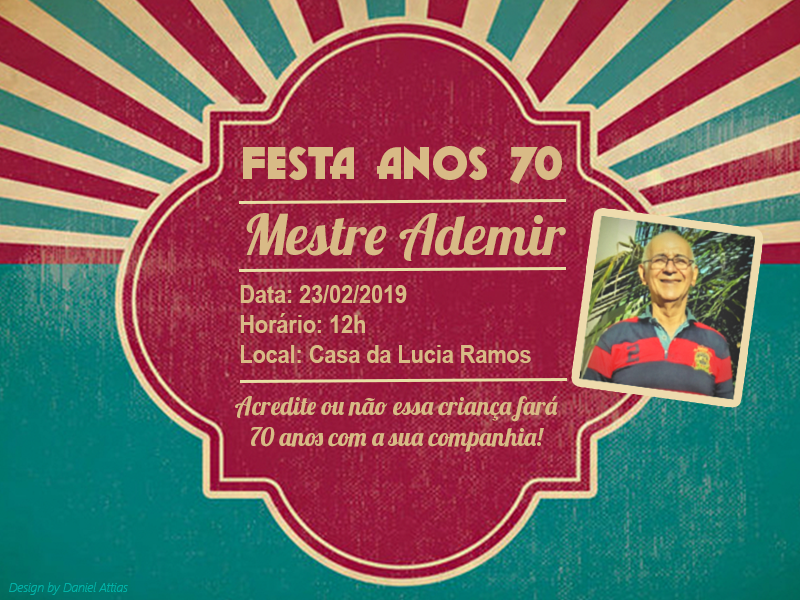 FESTA ANOS 70
Mestre Ademir
Data: 23/02/2019
Horário: 12h
Local: Casa da Lucia Ramos
Acredite ou não essa criança fará
70 anos com a sua companhia!
Design by Daniel Attias